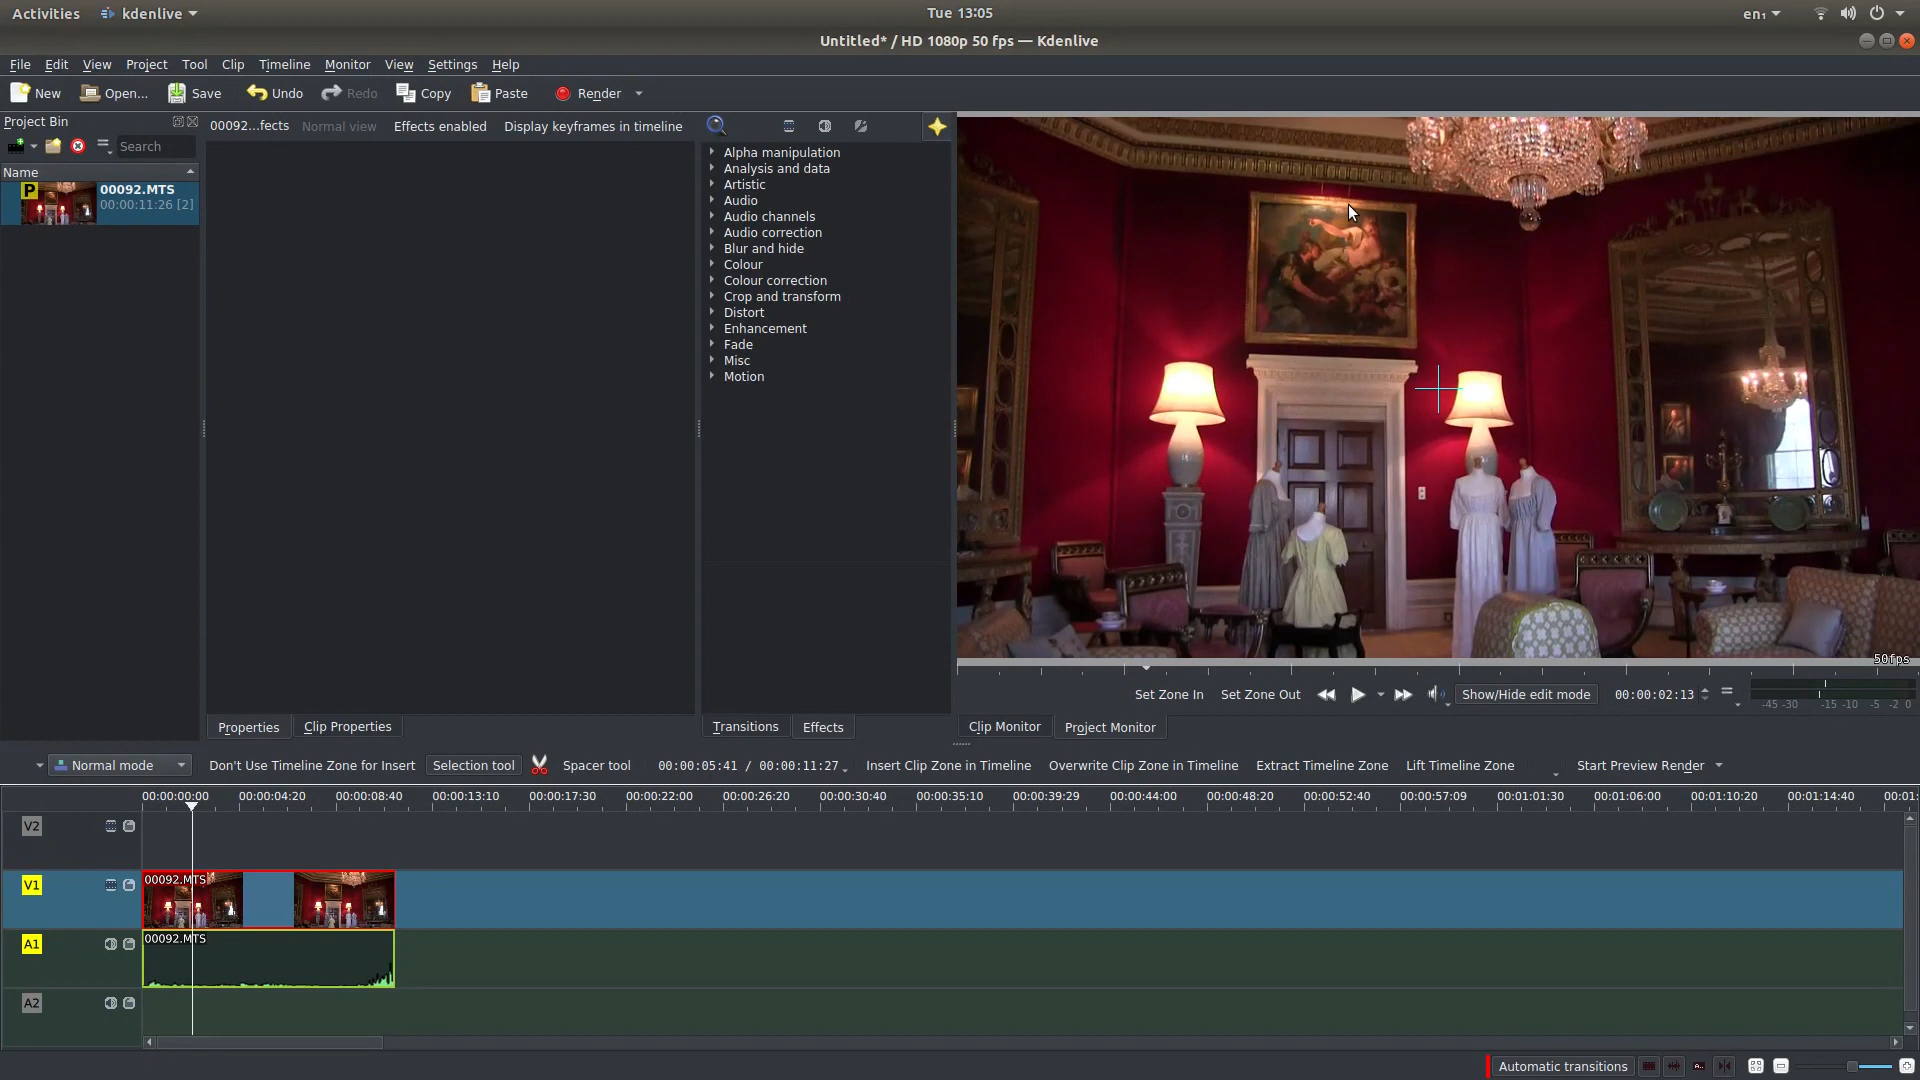 Activities kdenlive Tue 13:05 en₁
Untitled* / HD 1080p 50 fps — Kdenlive
File Edit View Project Tool Clip Timeline Monitor View Settings Help
New Open... Save Undo Redo Copy Paste Render
Project Bin
Search
Name
P
00092.MTS
00:00:11:26 [2]
00092...fects Normal view Effects enabled Display keyframes in timeline
Alpha manipulation
Analysis and data
Artistic
Audio
Audio channels
Audio correction
Blur and hide
Colour
Colour correction
Crop and transform
Distort
Enhancement
Fade
Misc
Motion
50fps
Set Zone In Set Zone Out Show/Hide edit mode 00:00:02:13
-45 -30 -15 -10 -5 -2 0
Properties Clip Properties Transitions Effects Clip Monitor Project Monitor
Normal mode Don't Use Timeline Zone for Insert Selection tool Spacer tool 00:00:05:41 / 00:00:11:27 Insert Clip Zone in Timeline Overwrite Clip Zone in Timeline Extract Timeline Zone Lift Timeline Zone Start Preview Render
00:00:00:00 00:00:04:20 00:00:08:40 00:00:13:10 00:00:17:30 00:00:22:00 00:00:26:20 00:00:30:40 00:00:35:10 00:00:39:29 00:00:44:00 00:00:48:20 00:00:52:40 00:00:57:09 00:01:01:30 00:01:06:00 00:01:10:20 00:01:14:40 00:01:
V2
V1
00092.MTS
A1
00092.MTS
A2
Automatic transitions